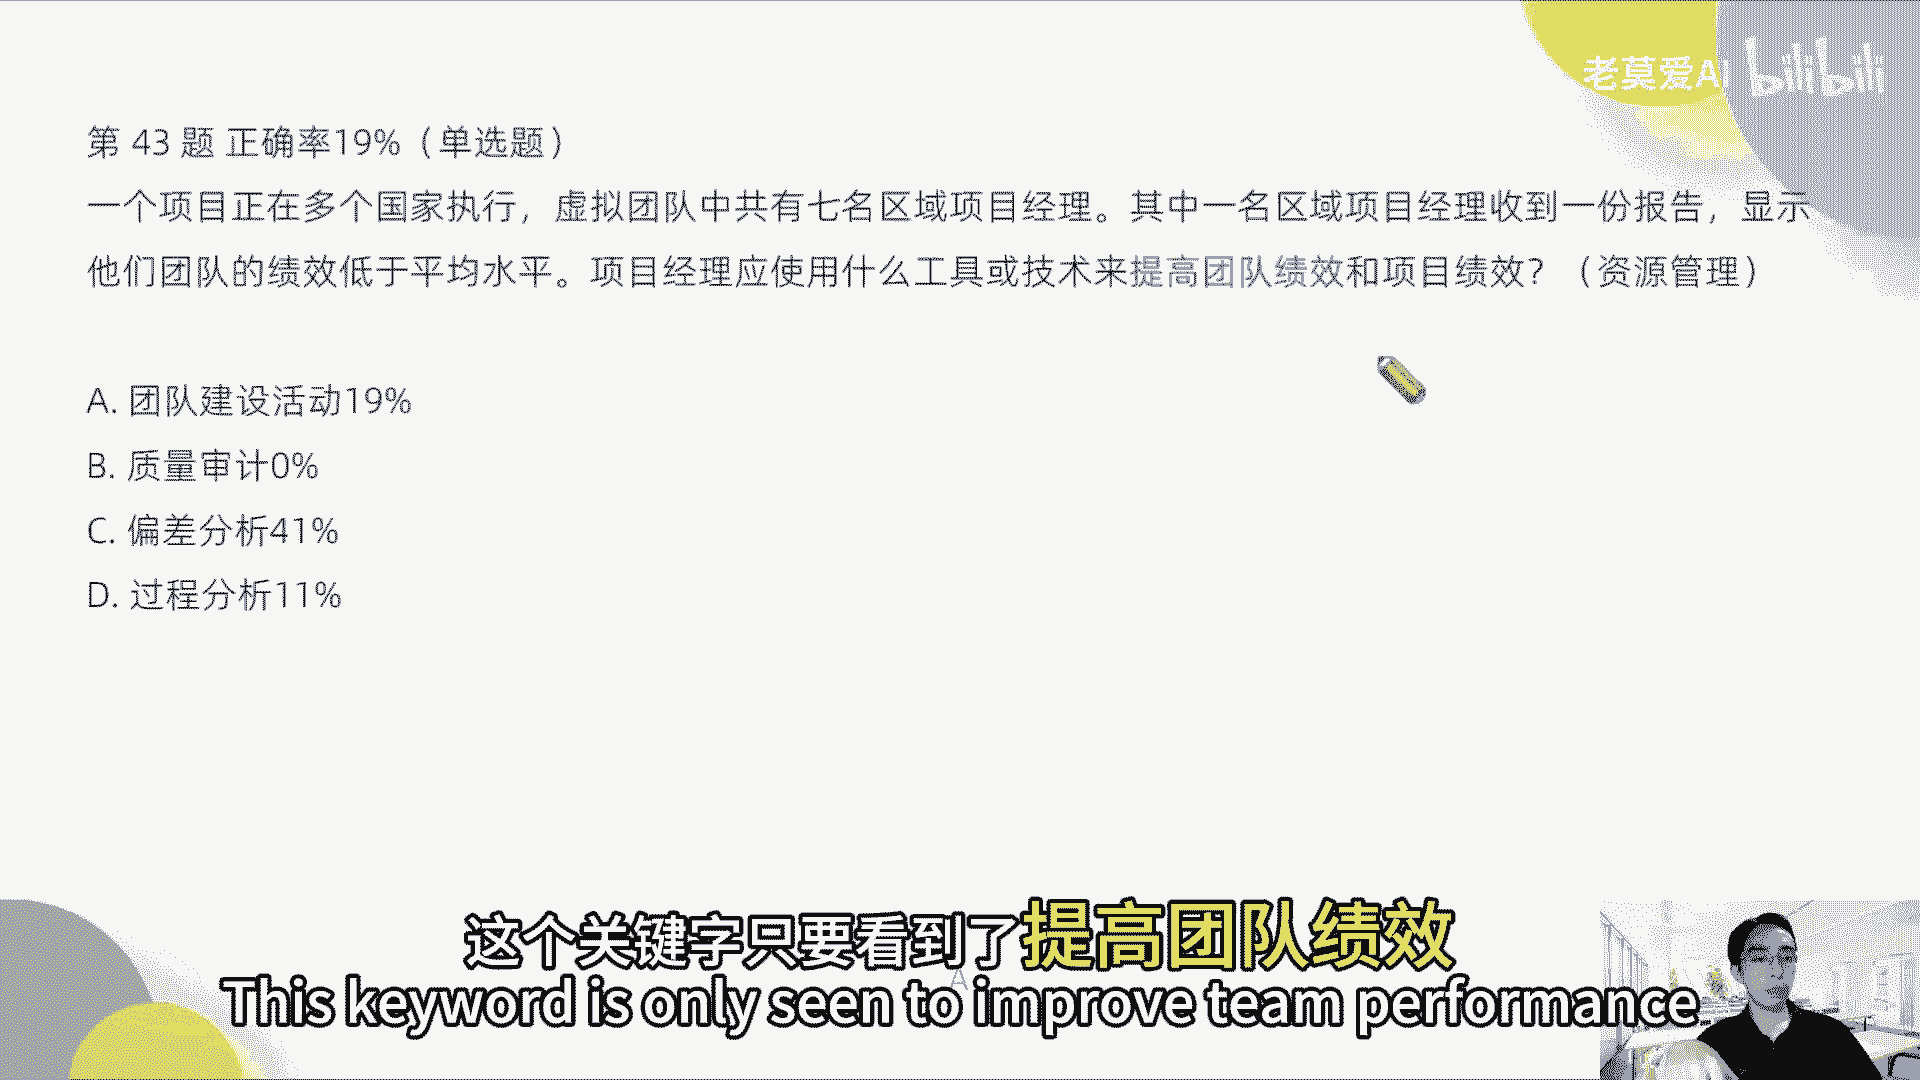 老莫爱AI bilibili
第 43 题 正确率19%（单选题）
一个项目正在多个国家执行，虚拟团队中共有七名区域项目经理。其中一名区域项目经理收到一份报告，显示
他们团队的绩效低于平均水平。项目经理应使用什么工具或技术来提高团队绩效和项目绩效？（资源管理）
A. 团队建设活动19%
B. 质量审计0%
C. 偏差分析41%
D. 过程分析11%
这个关键字只要看到了提高团队绩效
A
This keyword is only seen to improve team performance